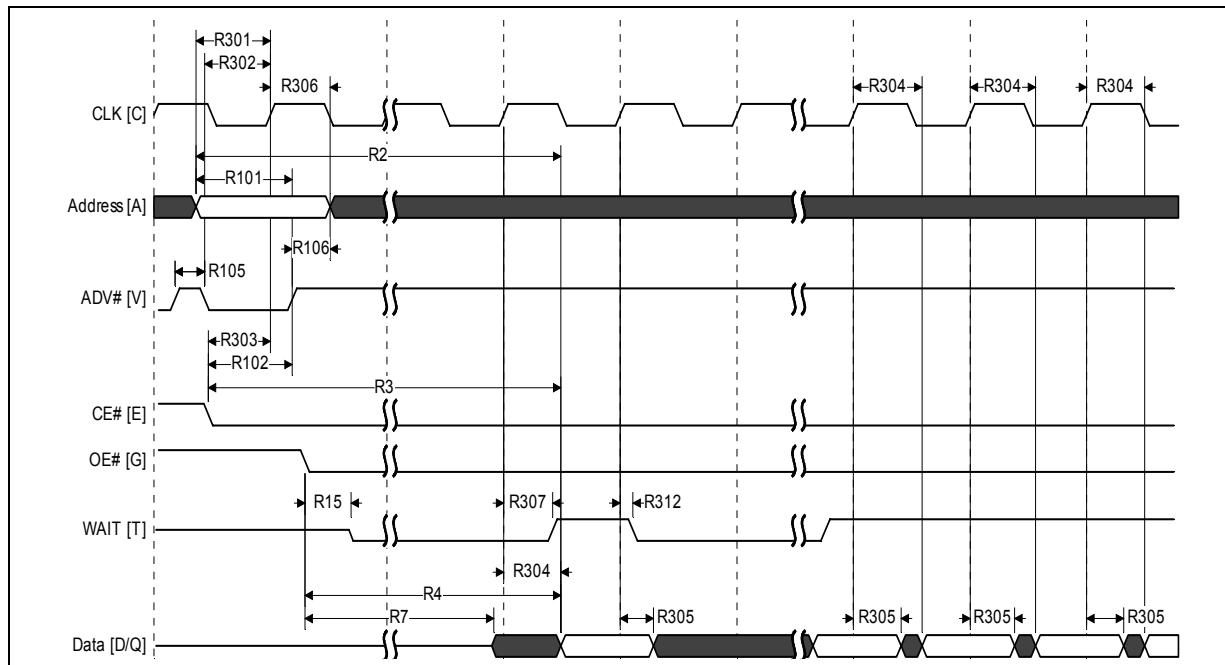 R301
R302
R306
R304
R304
R304
CLK [C]
R2
R101
Address [A]
R106
R105
ADV# [V]
R303
R102
R3
CE# [E]
OE# [G]
R15
R307
R312
WAIT [T]
R304
R4
R7
R305
R305
R305
R305
Data [D/Q]